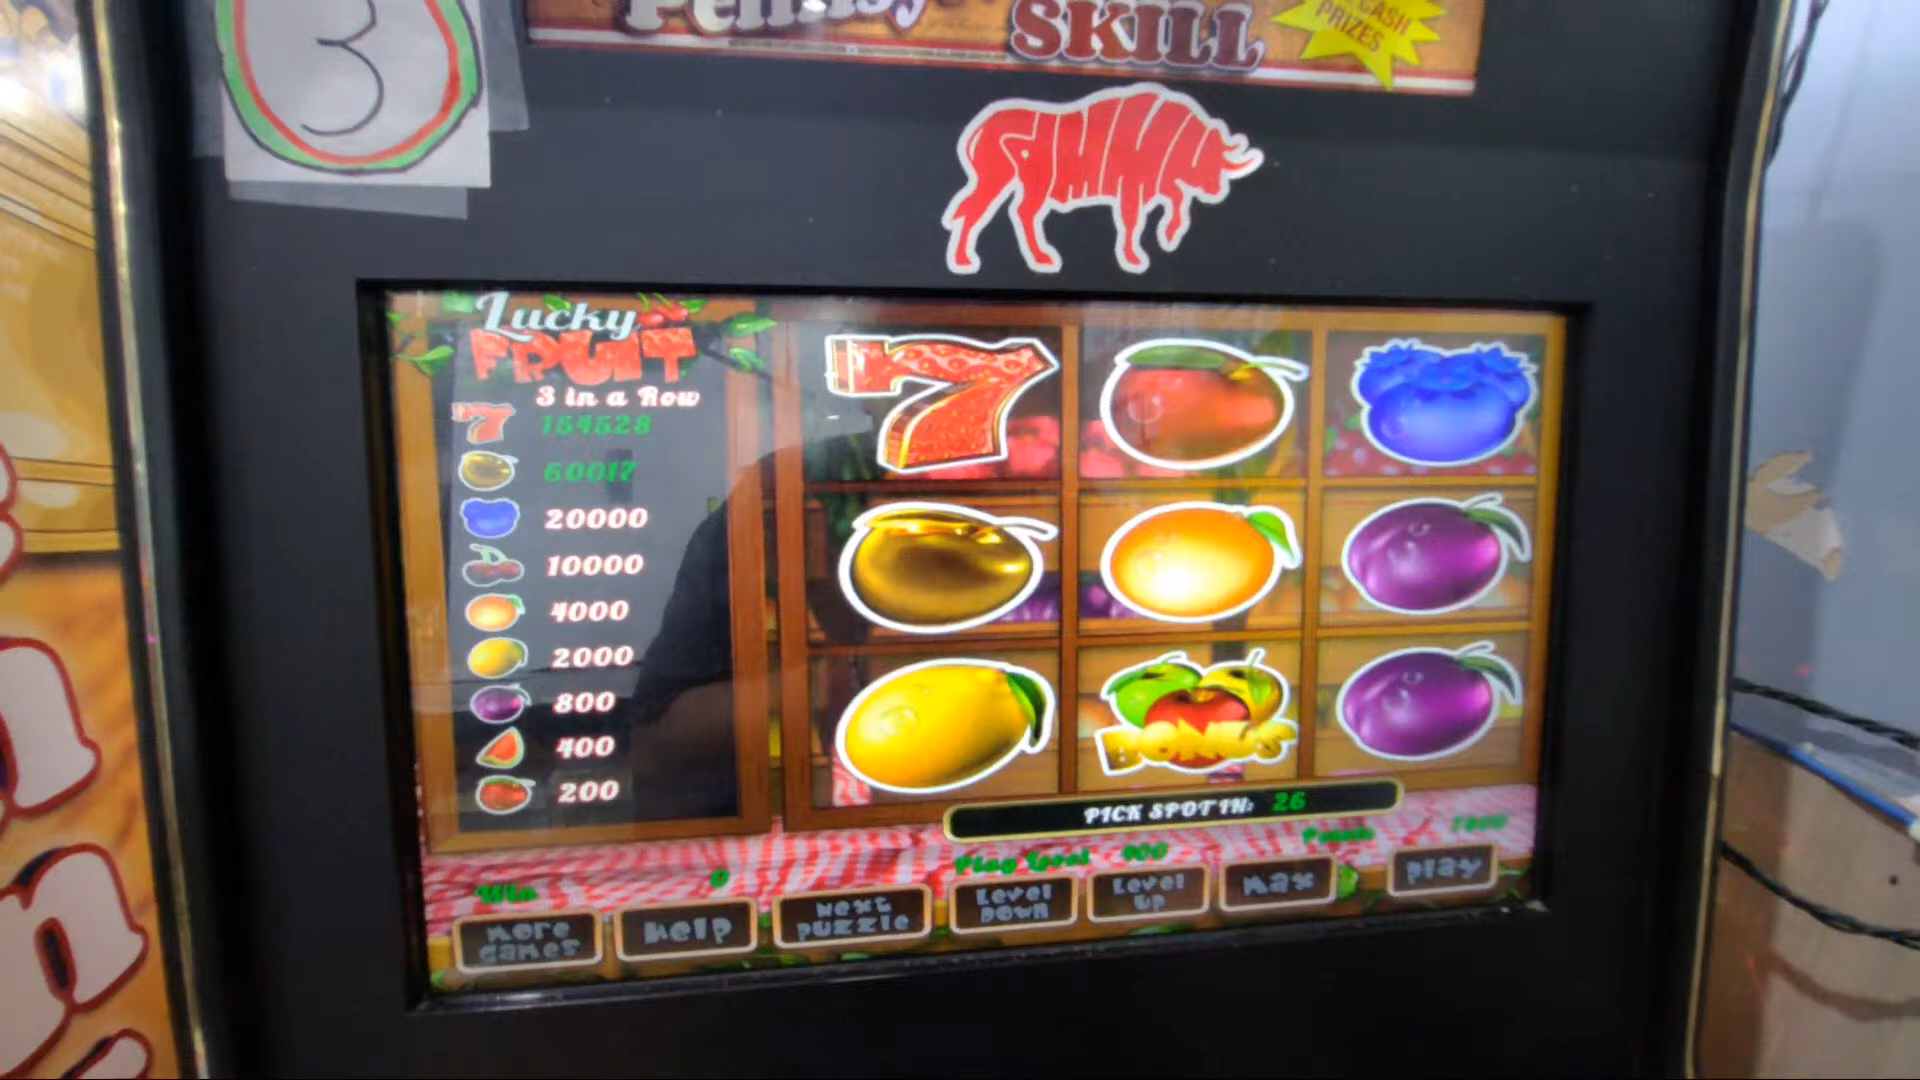 3
SKILL
CASH
PRIZES
Lucky
FRUIT
3 in a Row
154528
60017
20000
10000
4000
2000
800
400
200
BONUS
PICK SPOT IN: 26
Win 0
Play Level 400
Points
More
Games
Help
Next
Puzzle
Level
Down
Level
Up
Max
Play